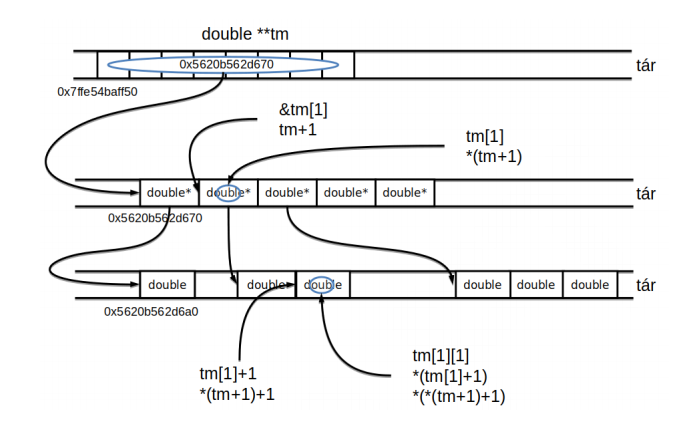 double **tm
0x5620b562d670
tár
0x7ffe54baff50
&tm[1]
tm+1
tm[1]
*(tm+1)
double* double* double* double* double*
tár
0x5620b562d670
double double double double double double
tár
0x5620b562d6a0
tm[1]+1
*(tm+1)+1
tm[1][1]
*(tm[1]+1)
*(*(tm+1)+1)